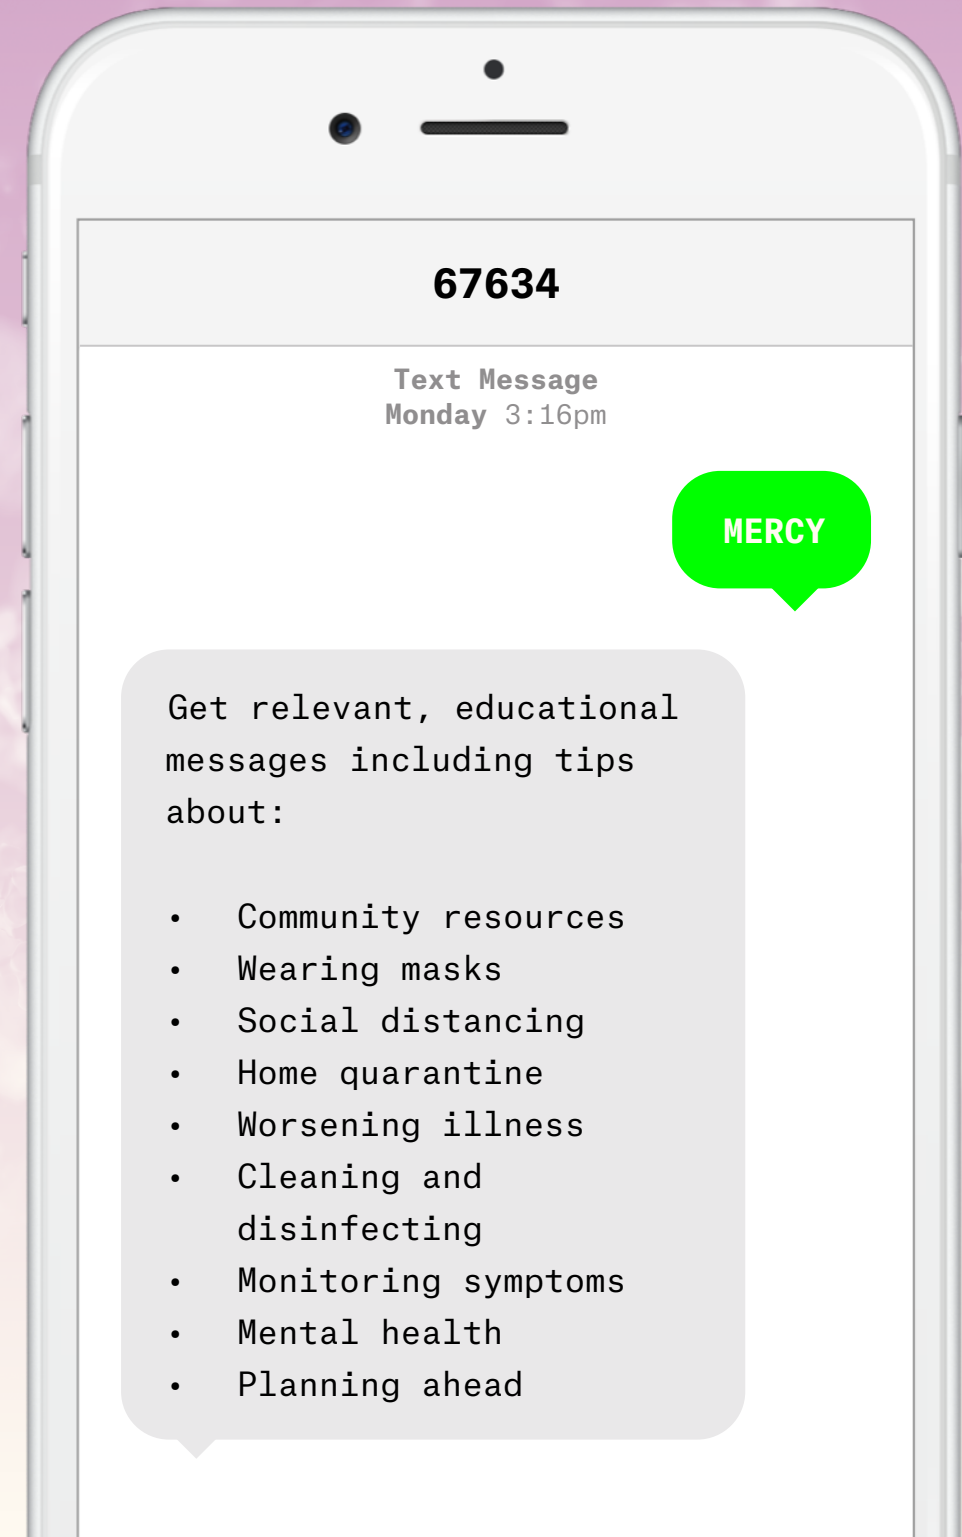 67634
Text Message
Monday 3:16pm
MERCY
Get relevant, educational
messages including tips
about:
• Community resources
• Wearing masks
• Social distancing
• Home quarantine
• Worsening illness
• Cleaning and
disinfecting
• Monitoring symptoms
• Mental health
• Planning ahead